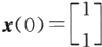 x(0) = [1
1]